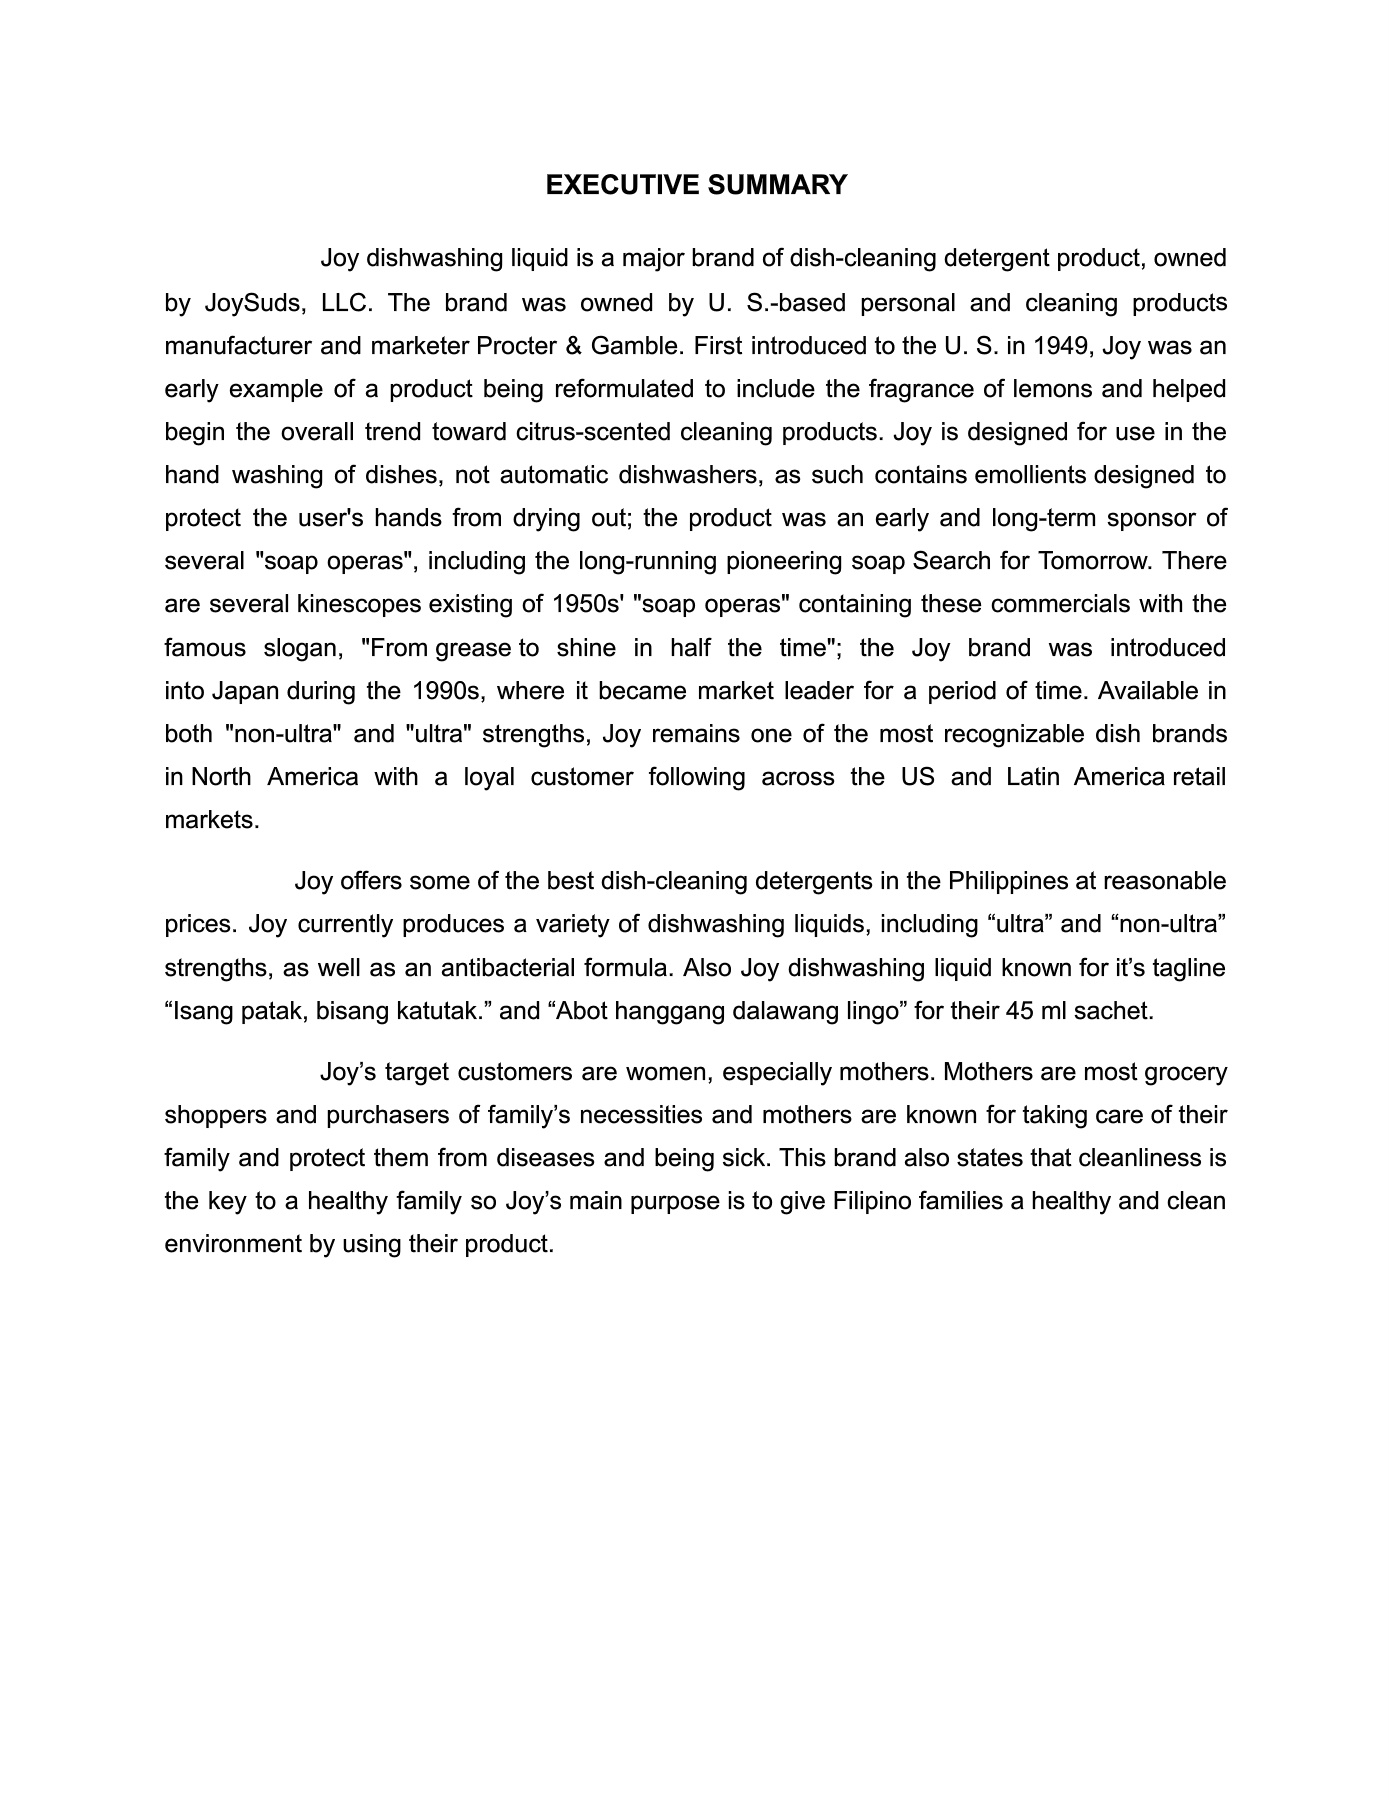 EXECUTIVE SUMMARY
Joy dishwashing liquid is a major brand of dish-cleaning detergent product, owned
by JoySuds, LLC. The brand was owned by U. S.-based personal and cleaning products
manufacturer and marketer Procter & Gamble. First introduced to the U. S. in 1949, Joy was an
early example of a product being reformulated to include the fragrance of lemons and helped
begin the overall trend toward citrus-scented cleaning products. Joy is designed for use in the
hand washing of dishes, not automatic dishwashers, as such contains emollients designed to
protect the user's hands from drying out; the product was an early and long-term sponsor of
several "soap operas", including the long-running pioneering soap Search for Tomorrow. There
are several kinescopes existing of 1950s' "soap operas" containing these commercials with the
famous slogan, "From grease to shine in half the time"; the Joy brand was introduced
into Japan during the 1990s, where it became market leader for a period of time. Available in
both "non-ultra" and "ultra" strengths, Joy remains one of the most recognizable dish brands
in North America with a loyal customer following across the US and Latin America retail
markets.
Joy offers some of the best dish-cleaning detergents in the Philippines at reasonable
prices. Joy currently produces a variety of dishwashing liquids, including “ultra” and “non-ultra”
strengths, as well as an antibacterial formula. Also Joy dishwashing liquid known for it’s tagline
“Isang patak, bisang katutak.” and “Abot hanggang dalawang lingo” for their 45 ml sachet.
Joy’s target customers are women, especially mothers. Mothers are most grocery
shoppers and purchasers of family’s necessities and mothers are known for taking care of their
family and protect them from diseases and being sick. This brand also states that cleanliness is
the key to a healthy family so Joy’s main purpose is to give Filipino families a healthy and clean
environment by using their product.